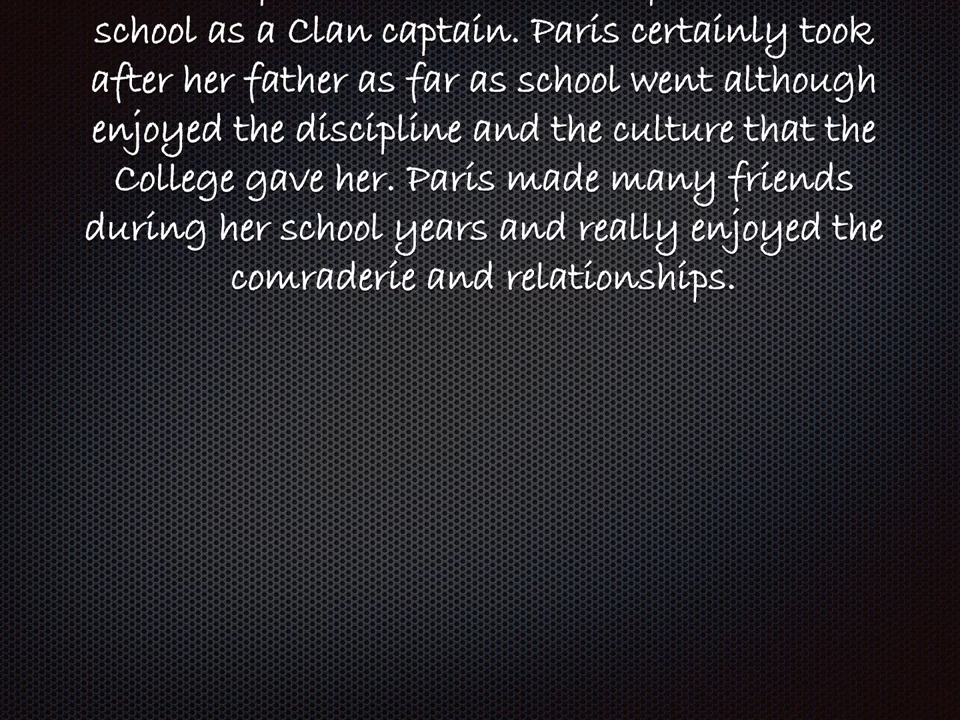 school as a Clan captain. Paris certainly took
after her father as far as school went although
enjoyed the discipline and the culture that the
College gave her. Paris made many friends
during her school years and really enjoyed the
comraderie and relationships.